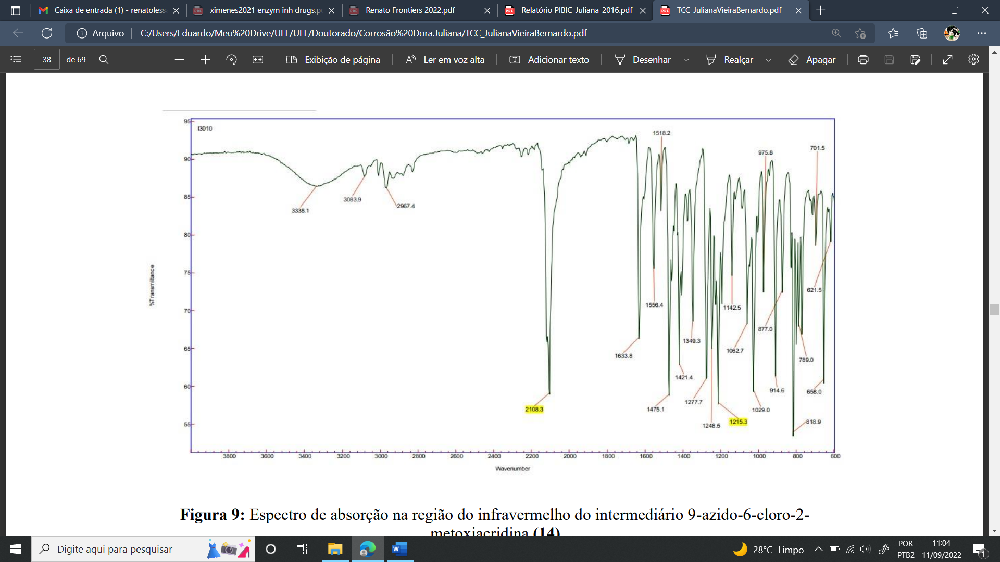 Caixa de entrada (1) - renatoless
ximenes2021 enzym inh drugs.p
Renato Frontiers 2022.pdf
Relatório PIBIC_Juliana_2016.pdf
TCC_JulianaVieiraBernardo.pdf
Arquivo
C:/Users/Eduardo/Meu%20Drive/UFF/UFF/Doutorado/Corrosão%20Dora.Juliana/TCC_JulianaVieiraBernardo.pdf
38 de 69
Exibição de página
Ler em voz alta
Adicionar texto
Desenhar
Realçar
Apagar
I3010
%Transmittance
95
90
85
80
75
70
65
60
55
3338.1
3083.9
2967.4
2108.3
1633.8
1556.4
1518.2
1475.1
1421.4
1349.3
1277.7
1248.5
1215.3
1142.5
1062.7
1029.0
975.8
914.6
877.0
818.9
789.0
701.5
658.0
621.5
3800 3600 3400 3200 3000 2800 2600 2400 2200 2000 1800 1600 1400 1200 1000 800 600
Wavenumber
Figura 9: Espectro de absorção na região do infravermelho do intermediário 9-azido-6-cloro-2-
metoxiacridina (14)
Digite aqui para pesquisar
28°C Limpo
POR
PTB2
11:04
11/09/2022
1